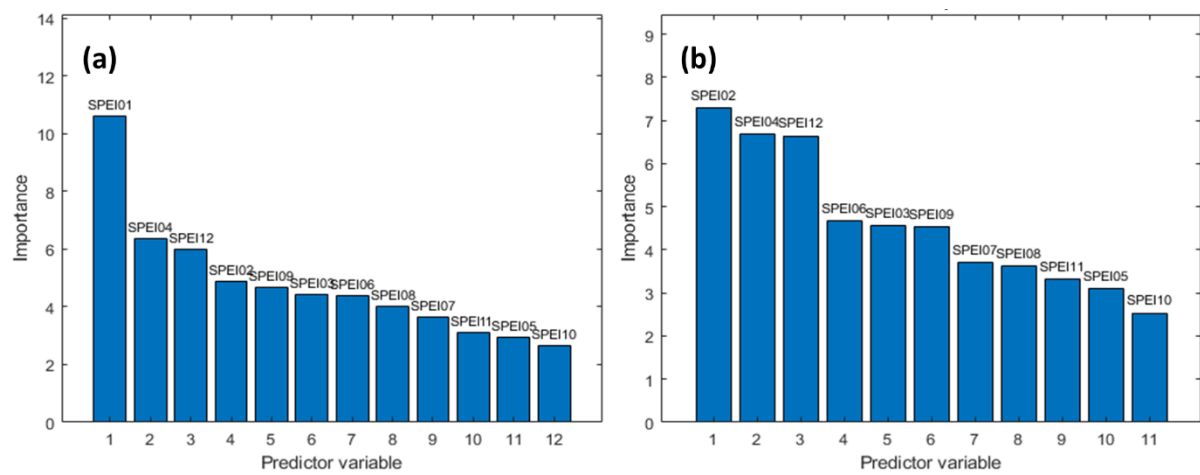 (a)
Importance
14
12
10
8
6
4
2
0
SPEI01
SPEI04
SPEI12
SPEI02
SPEI09
SPEI03
SPEI06
SPEI08
SPEI07
SPEI11
SPEI05
SPEI10
1 2 3 4 5 6 7 8 9 10 11 12
Predictor variable
(b)
Importance
9
8
7
6
5
4
3
2
1
0
SPEI02
SPEI04
SPEI12
SPEI06
SPEI03
SPEI09
SPEI07
SPEI08
SPEI11
SPEI05
SPEI10
1 2 3 4 5 6 7 8 9 10 11
Predictor variable